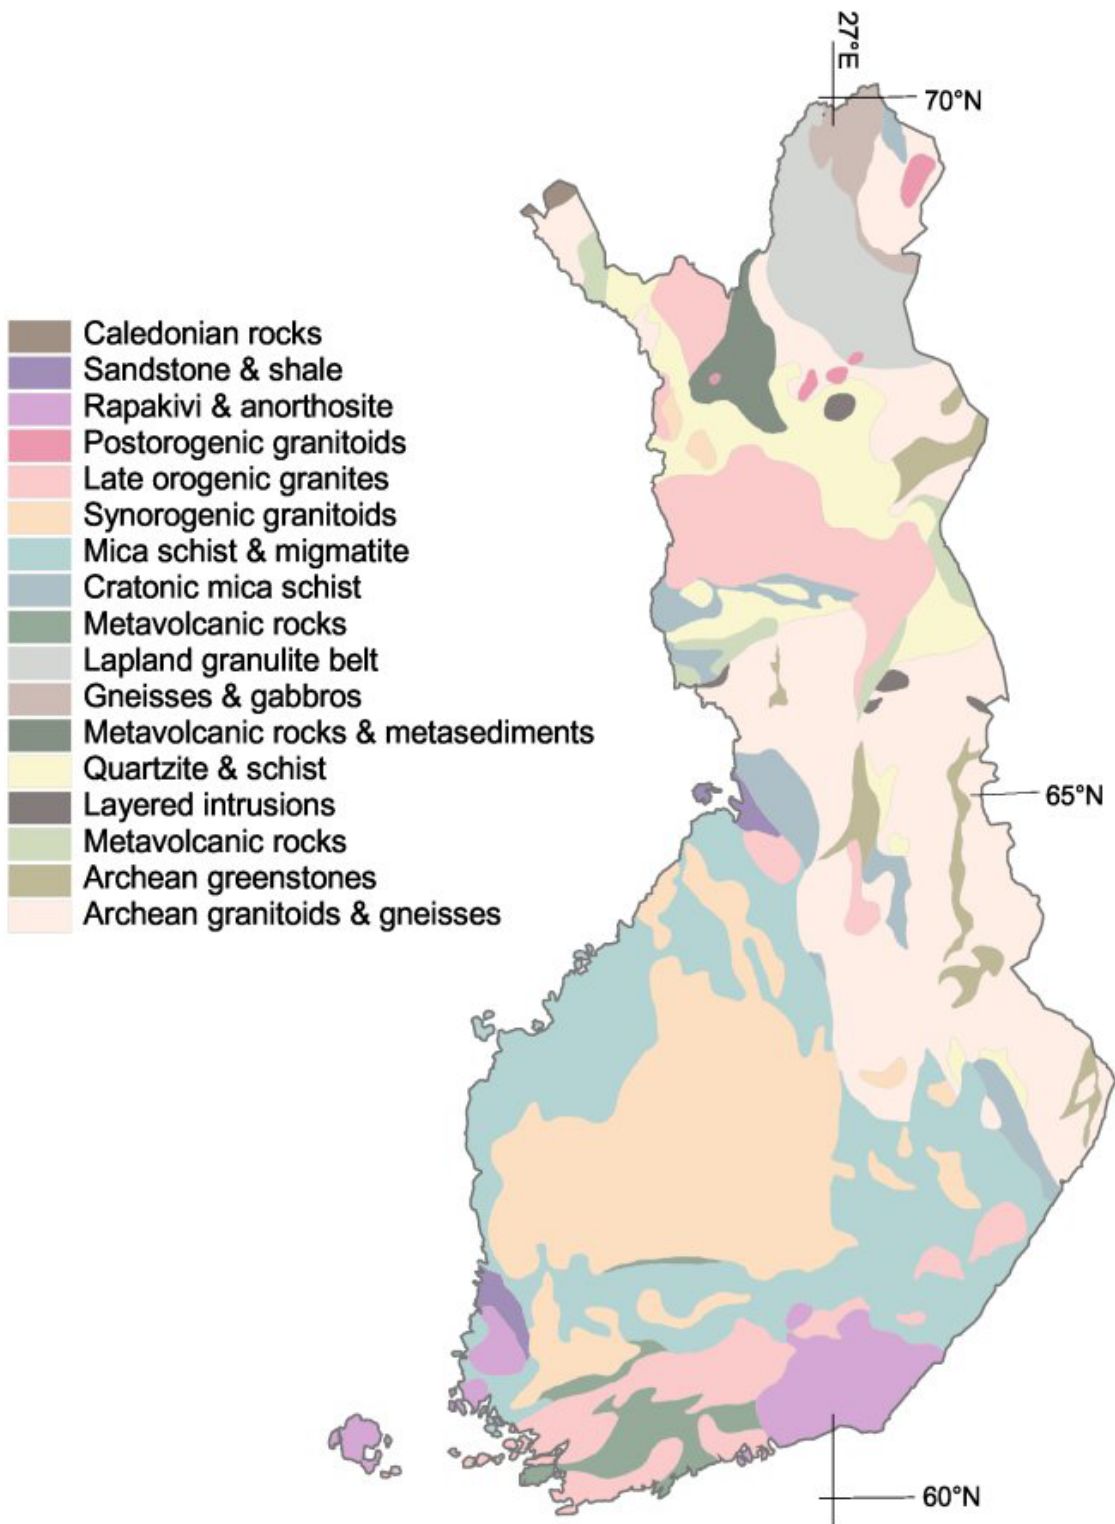 27°E
70°N
Caledonian rocks
Sandstone & shale
Rapakivi & anorthosite
Postorogenic granitoids
Late orogenic granites
Synorogenic granitoids
Mica schist & migmatite
Cratonic mica schist
Metavolcanic rocks
Lapland granulite belt
Gneisses & gabbros
Metavolcanic rocks & metasediments
Quartzite & schist
Layered intrusions
Metavolcanic rocks
Archean greenstones
Archean granitoids & gneisses
65°N
60°N